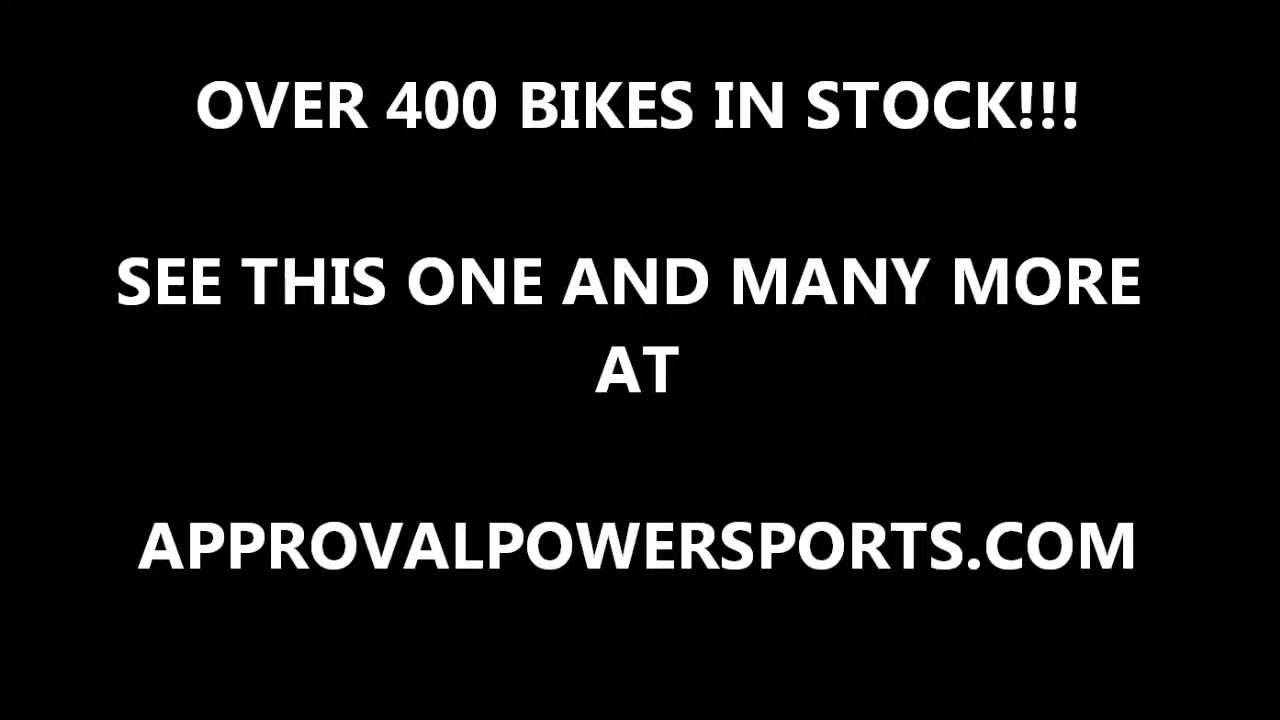 OVER 400 BIKES IN STOCK!!!
SEE THIS ONE AND MANY MORE
AT
APPROVALPOWERSPORTS.COM